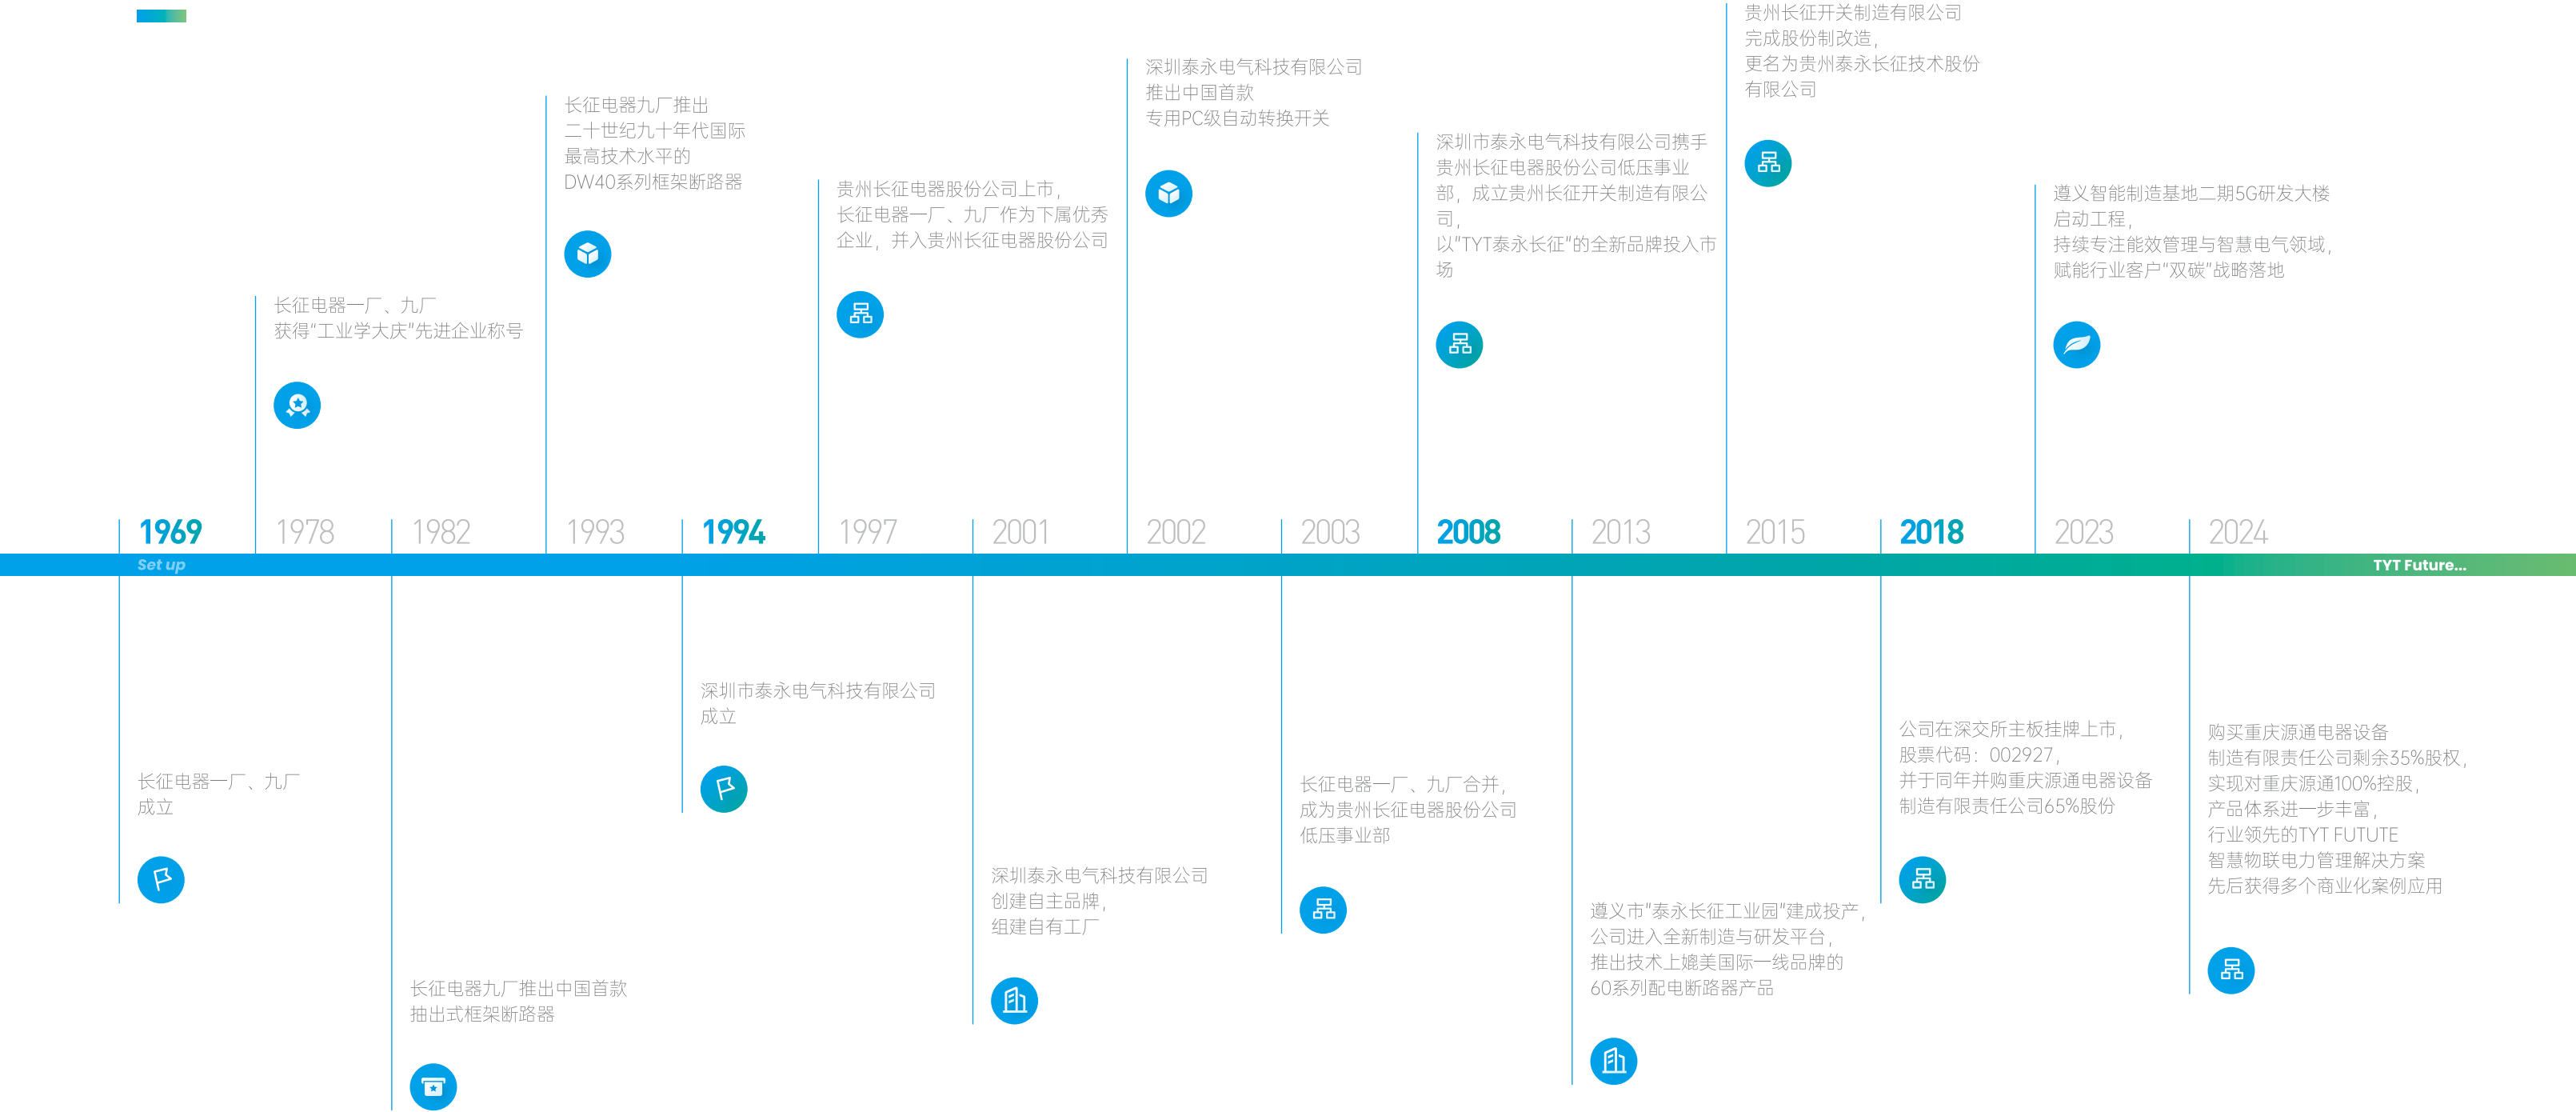 贵州长征开关制造有限公司
完成股份制改造，
更名为贵州泰永长征技术股份
有限公司
深圳泰永电气科技有限公司
推出中国首款
专用PC级自动转换开关
长征电器九厂推出
二十世纪九十年代国际
最高技术水平的
DW40系列框架断路器
深圳市泰永电气科技有限公司携手
贵州长征电器股份公司低压事业
部，成立贵州长征开关制造有限公
司，
以"TYT泰永长征"的全新品牌投入市
场
贵州长征电器股份公司上市，
长征电器一厂、九厂作为下属优秀
企业，并入贵州长征电器股份公司
遵义智能制造基地二期5G研发大楼
启动工程，
持续专注能效管理与智慧电气领域，
赋能行业客户“双碳”战略落地
长征电器一厂、九厂
获得“工业学大庆”先进企业称号
1969
1978
1982
1993
1994
1997
2001
2002
2003
2008
2013
2015
2018
2023
2024
Set up
TYT Future...
长征电器一厂、九厂
成立
长征电器九厂推出中国首款
抽出式框架断路器
深圳市泰永电气科技有限公司
成立
深圳泰永电气科技有限公司
创建自主品牌，
组建自有工厂
长征电器一厂、九厂合并，
成为贵州长征电器股份公司
低压事业部
遵义市"泰永长征工业园"建成投产，
公司进入全新制造与研发平台，
推出技术上媲美国际一线品牌的
60系列配电断路器产品
公司在深交所主板挂牌上市，
股票代码：002927，
并于同年并购重庆源通电器设备
制造有限责任公司65%股份
购买重庆源通电器设备
制造有限责任公司剩余35%股权，
实现对重庆源通100%控股，
产品体系进一步丰富，
行业领先的TYT FUTUTE
智慧物联电力管理解决方案
先后获得多个商业化案例应用